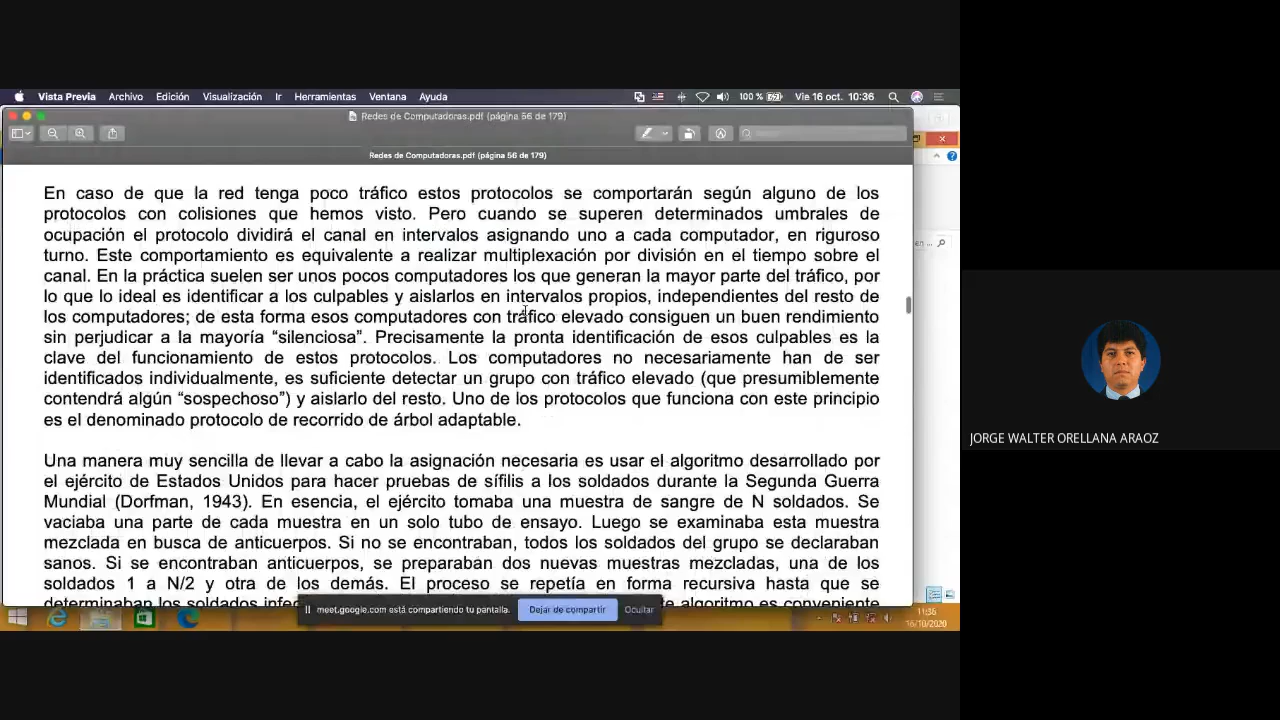 Vista Previa Archivo Edición Visualización Ir Herramientas Ventana Ayuda 100 % Vie 16 oct. 10:36
Redes de Computadoras.pdf (página 56 de 179)
Redes de Computadoras.pdf (página 56 de 179)
En caso de que la red tenga poco tráfico estos protocolos se comportarán según alguno de los
protocolos con colisiones que hemos visto. Pero cuando se superen determinados umbrales de
ocupación el protocolo dividirá el canal en intervalos asignando uno a cada computador, en riguroso
turno. Este comportamiento es equivalente a realizar multiplexación por división en el tiempo sobre el
canal. En la práctica suelen ser unos pocos computadores los que generan la mayor parte del tráfico, por
lo que lo ideal es identificar a los culpables y aislarlos en intervalos propios, independientes del resto de
los computadores; de esta forma esos computadores con tráfico elevado consiguen un buen rendimiento
sin perjudicar a la mayoría “silenciosa”. Precisamente la pronta identificación de esos culpables es la
clave del funcionamiento de estos protocolos. Los computadores no necesariamente han de ser
identificados individualmente, es suficiente detectar un grupo con tráfico elevado (que presumiblemente
contendrá algún “sospechoso”) y aislarlo del resto. Uno de los protocolos que funciona con este principio
es el denominado protocolo de recorrido de árbol adaptable.
Una manera muy sencilla de llevar a cabo la asignación necesaria es usar el algoritmo desarrollado por
el ejército de Estados Unidos para hacer pruebas de sífilis a los soldados durante la Segunda Guerra
Mundial (Dorfman, 1943). En esencia, el ejército tomaba una muestra de sangre de N soldados. Se
vaciaba una parte de cada muestra en un solo tubo de ensayo. Luego se examinaba esta muestra
mezclada en busca de anticuerpos. Si no se encontraban, todos los soldados del grupo se declaraban
sanos. Si se encontraban anticuerpos, se preparaban dos nuevas muestras mezcladas, una de los
soldados 1 a N/2 y otra de los demás. El proceso se repetía en forma recursiva hasta que se
determinaban los soldados algoritmo es conveniente
meet.google.com está compartiendo tu pantalla. Dejar de compartir Ocultar
11:36
16/10/2020
JORGE WALTER ORELLANA ARAOZ